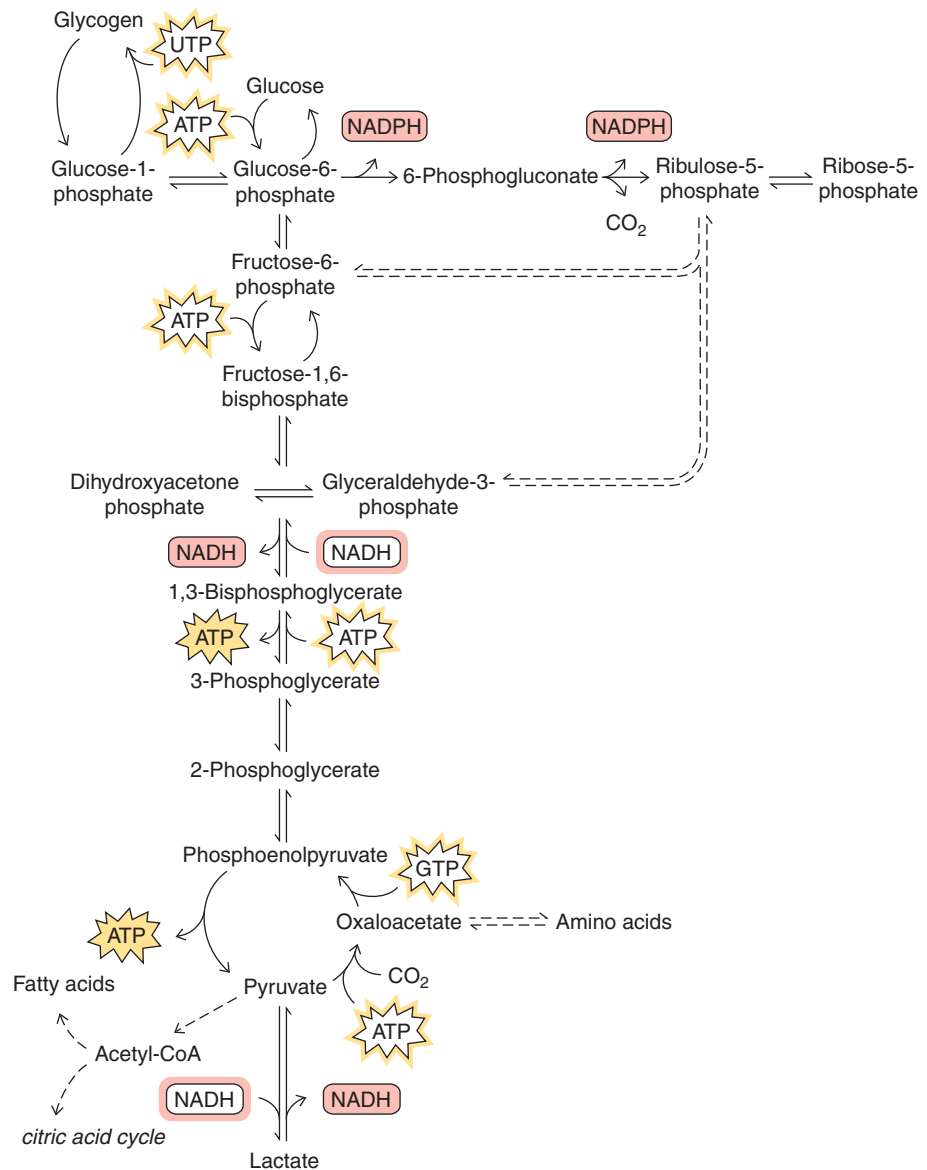 Glycogen
UTP
Glucose
ATP
NADPH
NADPH
Glucose-1-
phosphate
Glucose-6-
phosphate
6-Phosphogluconate
Ribulose-5-
phosphate
Ribose-5-
phosphate
CO2
Fructose-6-
phosphate
ATP
Fructose-1,6-
bisphosphate
Dihydroxyacetone
phosphate
Glyceraldehyde-3-
phosphate
NADH
NADH
1,3-Bisphosphoglycerate
ATP
ATP
3-Phosphoglycerate
2-Phosphoglycerate
Phosphoenolpyruvate
GTP
Oxaloacetate
Amino acids
ATP
Fatty acids
Pyruvate
CO2
ATP
Acetyl-CoA
NADH
NADH
citric acid cycle
Lactate